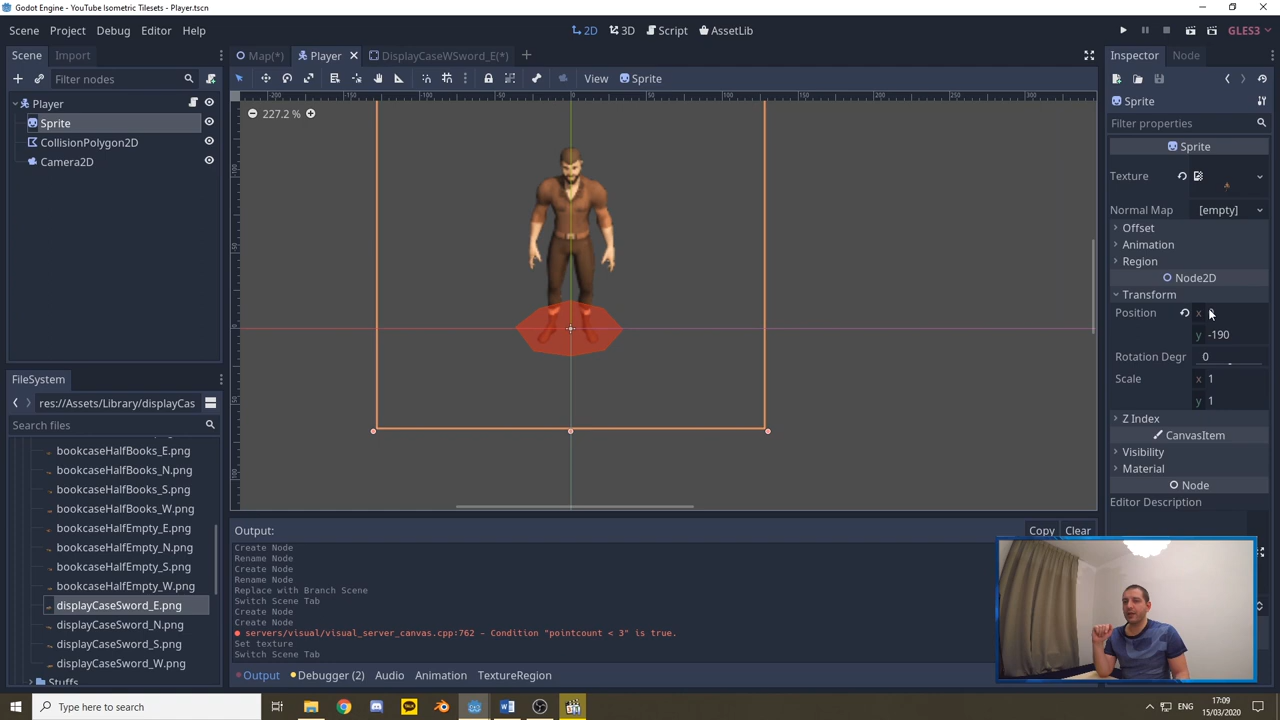 Godot Engine - YouTube Isometric Tilesets - Player.tscn
Scene Project Debug Editor Help
2D 3D Script AssetLib
GLES3
Scene Import
Map(*) Player DisplayCaseWSword_E(*)
Inspector Node
Filter nodes
View Sprite
Player
Sprite
CollisionPolygon2D
Camera2D
227.2 %
Sprite
Filter properties
Sprite
Texture
Normal Map [empty]
Offset
Animation
Region
Node2D
Transform
Position x
y -190
Rotation Degr 0
Scale x 1
y 1
Z Index
CanvasItem
Visibility
Material
Node
Editor Description
FileSystem
res://Assets/Library/displayCas
Search files
bookcaseHalfBooks_E.png
bookcaseHalfBooks_N.png
bookcaseHalfBooks_S.png
bookcaseHalfBooks_W.png
bookcaseHalfEmpty_E.png
bookcaseHalfEmpty_N.png
bookcaseHalfEmpty_S.png
bookcaseHalfEmpty_W.png
displayCaseSword_E.png
displayCaseSword_N.png
displayCaseSword_S.png
displayCaseSword_W.png
Stuffs
Output:
Copy Clear
Create Node
Rename Node
Create Node
Rename Node
Replace with Branch Scene
Switch Scene Tab
Create Node
Create Node
servers/visual/visual_server_canvas.cpp:762 - Condition "pointcount < 3" is true.
Set texture
Switch Scene Tab
Output Debugger (2) Audio Animation TextureRegion
Type here to search
ENG
17:09
15/03/2020